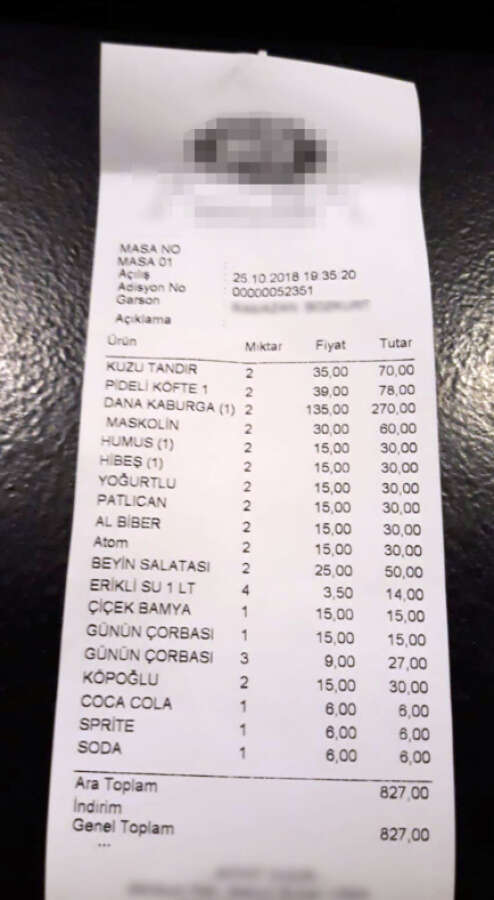 MASA NO
MASA 01 :
Açılış : 25.10.2018 19:35:20
Adisyon No : 00000052351
Garson :
Açıklama :
Ürün Miktar Fiyat Tutar
KUZU TANDIR 2 35,00 70,00
PIDELİ KÖFTE 1 2 39,00 78,00
DANA KABURGA (1) 2 135,00 270,00
MASKOLİN 2 30,00 60,00
HUMUS (1) 2 15,00 30,00
HİBEŞ (1) 2 15,00 30,00
YOĞURTLU 2 15,00 30,00
PATLICAN 2 15,00 30,00
AL BİBER 2 15,00 30,00
Atom 2 15,00 30,00
BEYİN SALATASI 2 25,00 50,00
ERİKLİ SU 1 LT 4 3,50 14,00
ÇİÇEK BAMYA 1 15,00 15,00
GÜNÜN ÇORBASI 1 15,00 15,00
GÜNÜN ÇORBASI 3 9,00 27,00
KÖPOĞLU 2 15,00 30,00
COCA COLA 1 6,00 6,00
SPRİTE 1 6,00 6,00
SODA 1 6,00 6,00
Ara Toplam 827,00
İndirim
Genel Toplam 827,00
...